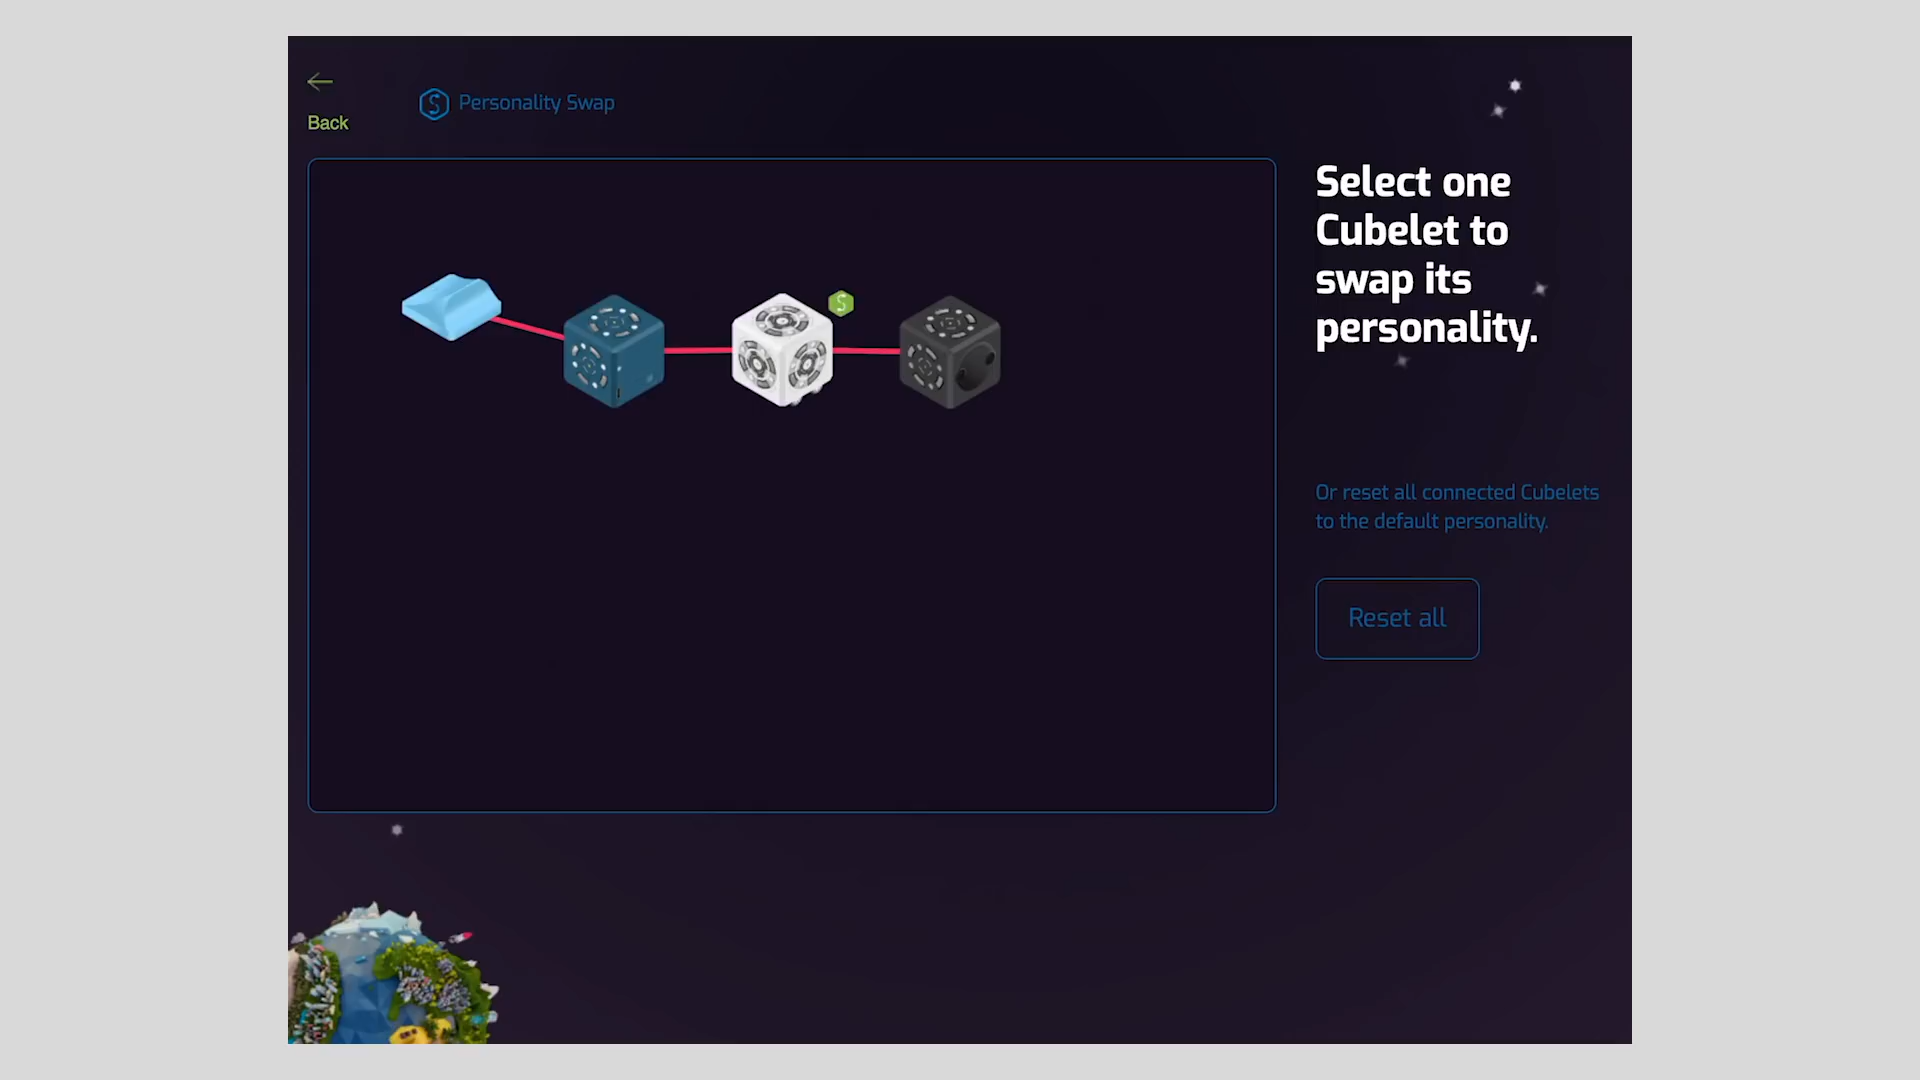 Back
Personality Swap
Select one
Cubelet to
swap its
personality.
Or reset all connected Cubelets
to the default personality.
Reset all